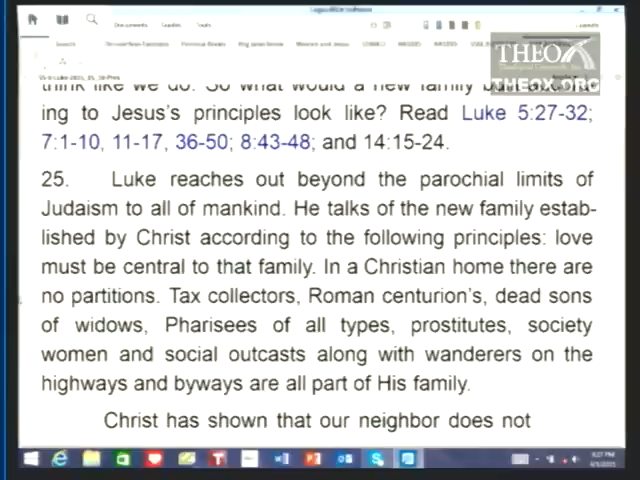 Documents Guides Tools
THEOX
THEOX.ORG
think like we do. So what would a new family
ing to Jesus's principles look like? Read Luke 5:27-32;
7:1-10, 11-17, 36-50; 8:43-48; and 14:15-24.
25. Luke reaches out beyond the parochial limits of
Judaism to all of mankind. He talks of the new family estab-
lished by Christ according to the following principles: love
must be central to that family. In a Christian home there are
no partitions. Tax collectors, Roman centurion's, dead sons
of widows, Pharisees of all types, prostitutes, society
women and social outcasts along with wanderers on the
highways and byways are all part of His family.
Christ has shown that our neighbor does not